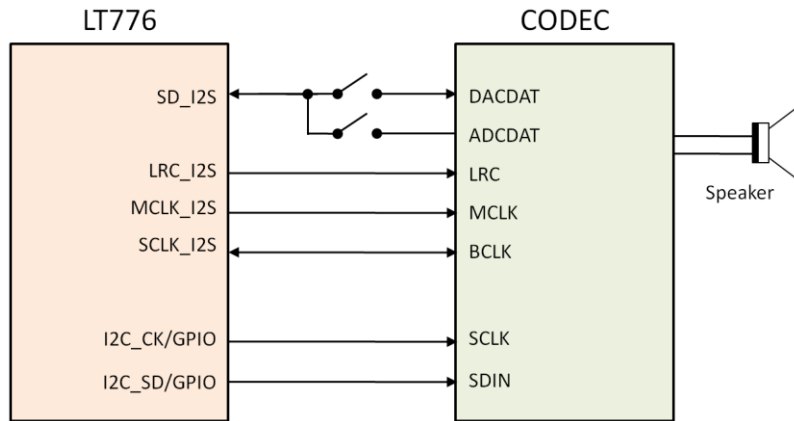 LT776
CODEC
SD_I2S
DACDAT
ADCDAT
LRC_I2S
LRC
MCLK_I2S
MCLK
SCLK_I2S
BCLK
Speaker
I2C_CK/GPIO
SCLK
I2C_SD/GPIO
SDIN